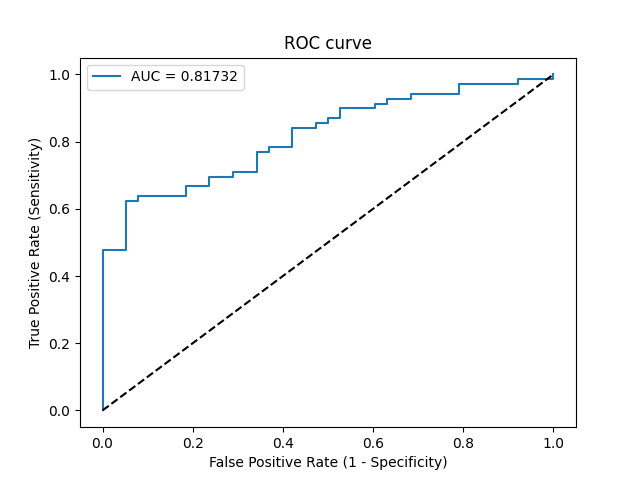 ROC curve
AUC = 0.81732
True Positive Rate (Sensitivity)
1.0
0.8
0.6
0.4
0.2
0.0
0.0 0.2 0.4 0.6 0.8 1.0
False Positive Rate (1 - Specificity)